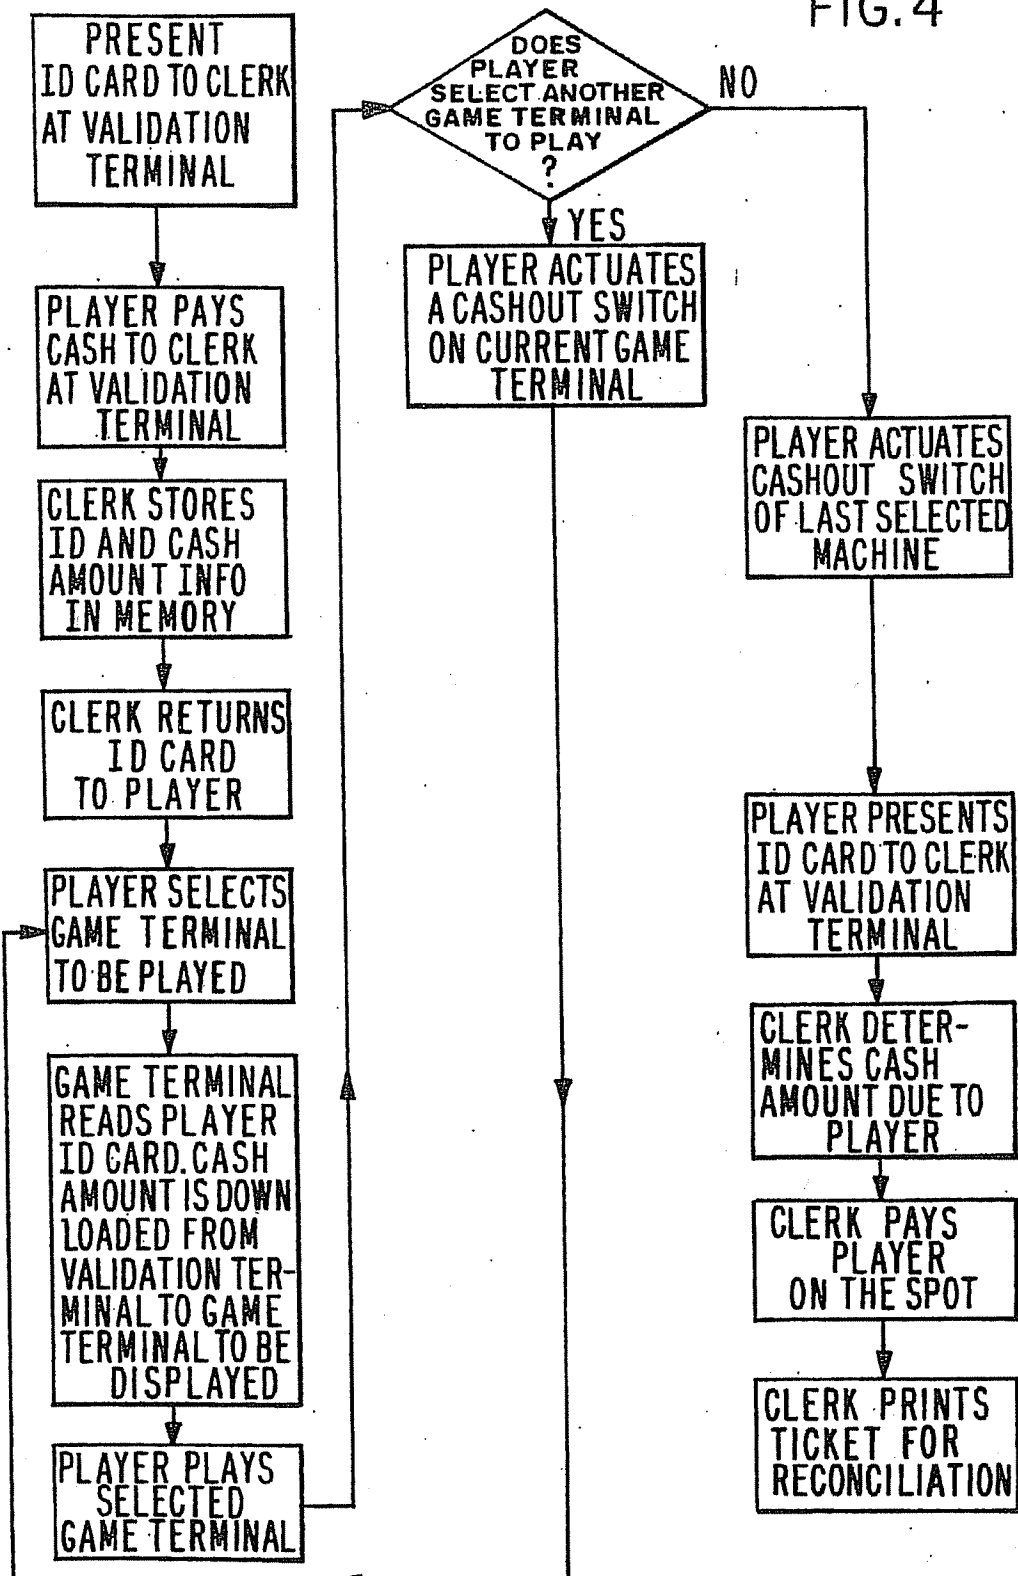 FIG. 4
PRESENT
ID CARD TO CLERK
AT VALIDATION
TERMINAL
PLAYER PAYS
CASH TO CLERK
AT VALIDATION
TERMINAL
CLERK STORES
ID AND CASH
AMOUNT INFO
IN MEMORY
CLERK RETURNS
ID CARD
TO PLAYER
PLAYER SELECTS
GAME TERMINAL
TO BE PLAYED
GAME TERMINAL
READS PLAYER
ID CARD. CASH
AMOUNT IS DOWN
LOADED FROM
VALIDATION TER-
MINAL TO GAME
TERMINAL TO BE
DISPLAYED
PLAYER PLAYS
SELECTED
GAME TERMINAL
DOES
PLAYER
SELECT ANOTHER
GAME TERMINAL
TO PLAY
?
YES
NO
PLAYER ACTUATES
A CASHOUT SWITCH
ON CURRENT GAME
TERMINAL
PLAYER ACTUATES
CASHOUT SWITCH
OF LAST SELECTED
MACHINE
PLAYER PRESENTS
ID CARD TO CLERK
AT VALIDATION
TERMINAL
CLERK DETER-
MINES CASH
AMOUNT DUE TO
PLAYER
CLERK PAYS
PLAYER
ON THE SPOT
CLERK PRINTS
TICKET FOR
RECONCILIATION